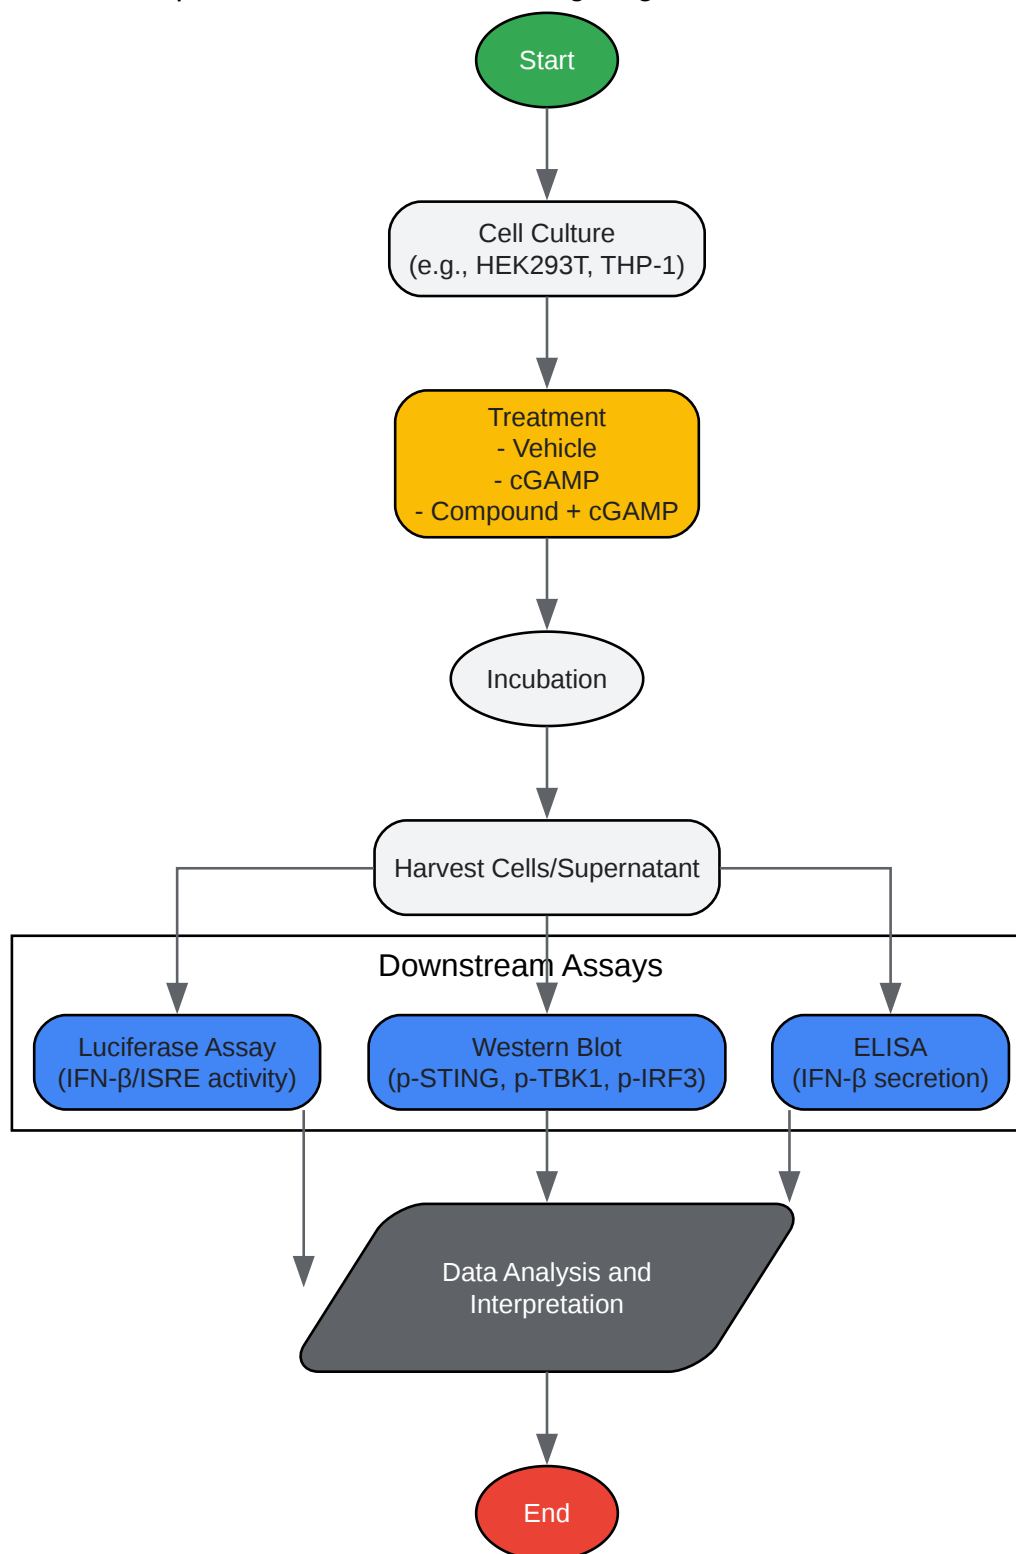 Start
Cell Culture
(e.g., HEK293T, THP-1)
Treatment
- Vehicle
- cGAMP
- Compound + cGAMP
Incubation
Harvest Cells/Supernatant
Downstream Assays
Luciferase Assay
(IFN-β/ISRE activity)
Western Blot
(p-STING, p-TBK1, p-IRF3)
ELISA
(IFN-β secretion)
Data Analysis and
Interpretation
End